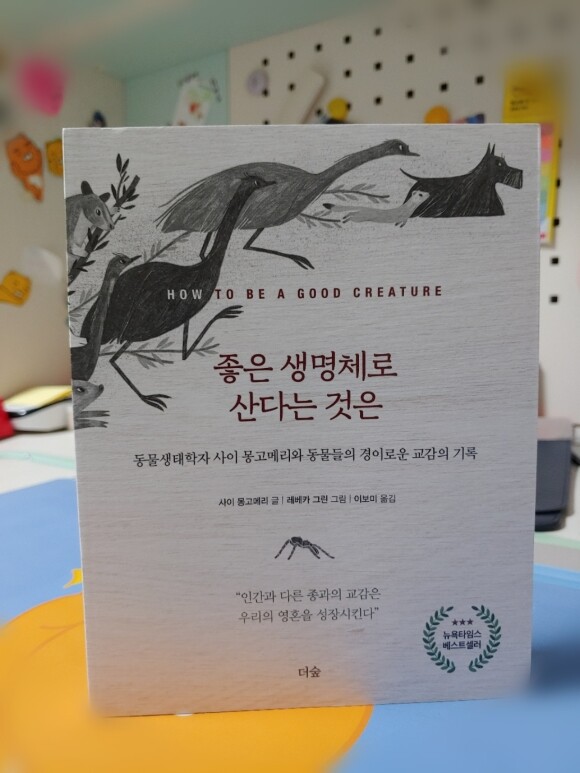 HOW TO BE A GOOD CREATURE
좋은 생명체로
산다는 것은
동물생태학자 사이 몽고메리와 동물들의 경이로운 교감의 기록
사이 몽고메리 글 | 레베카 그린 그림 | 이보미 옮김
“인간과 다른 종과의 교감은
우리의 영혼을 성장시킨다”
★★★
뉴욕타임스
베스트셀러
더숲